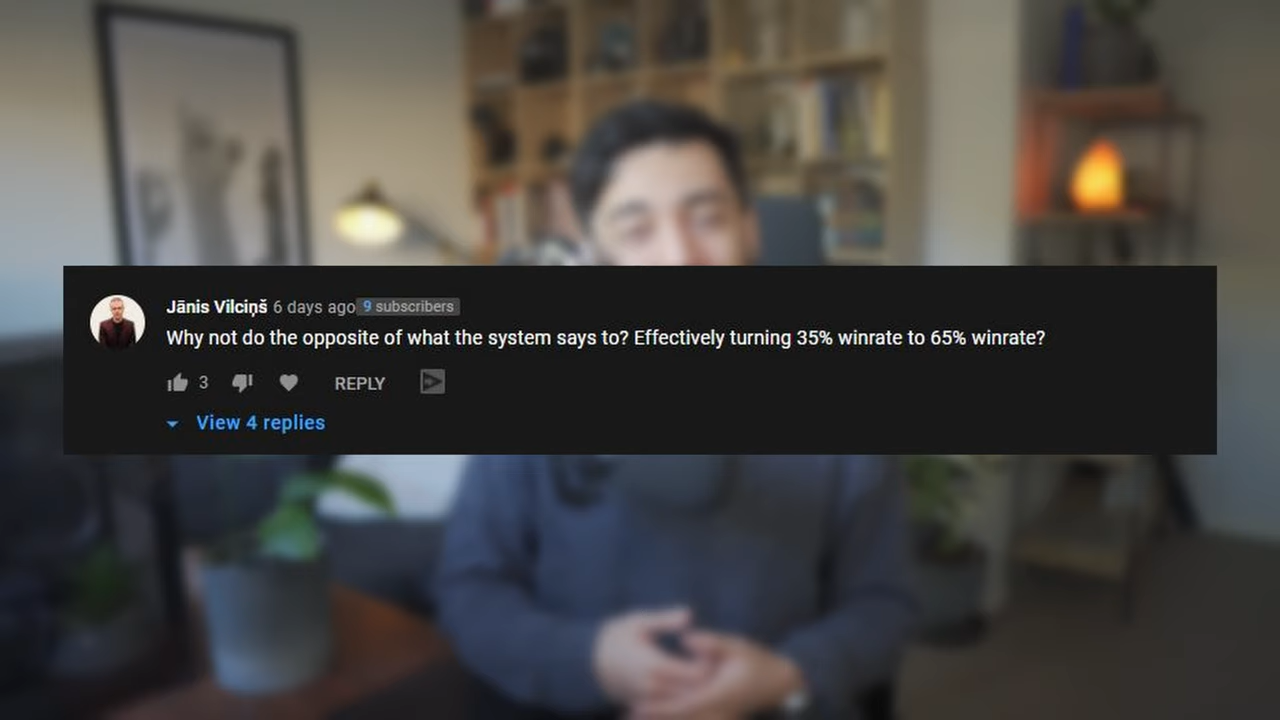 Jānis Vilciņš 6 days ago 9 subscribers
Why not do the opposite of what the system says to? Effectively turning 35% winrate to 65% winrate?
3 REPLY
View 4 replies